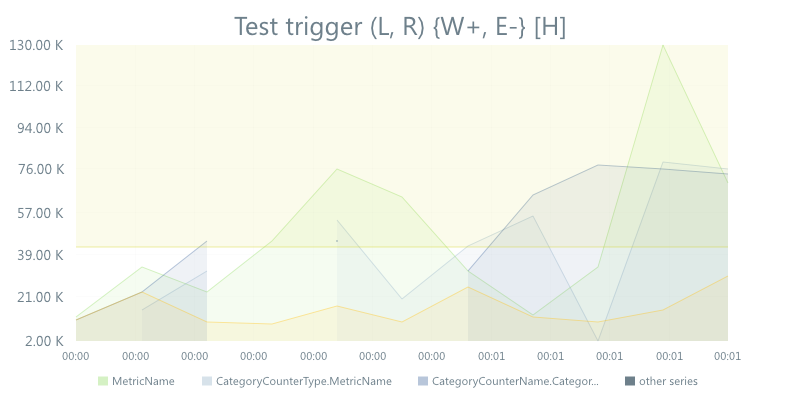 Test trigger (L, R) {W+, E-} [H]
130.00 K
112.00 K
94.00 K
76.00 K
57.00 K
39.00 K
21.00 K
2.00 K
00:00 00:00 00:00 00:00 00:00 00:00 00:00 00:01 00:01 00:01 00:01 00:01
MetricName CategoryCounterType.MetricName CategoryCounterName.Categor... other series